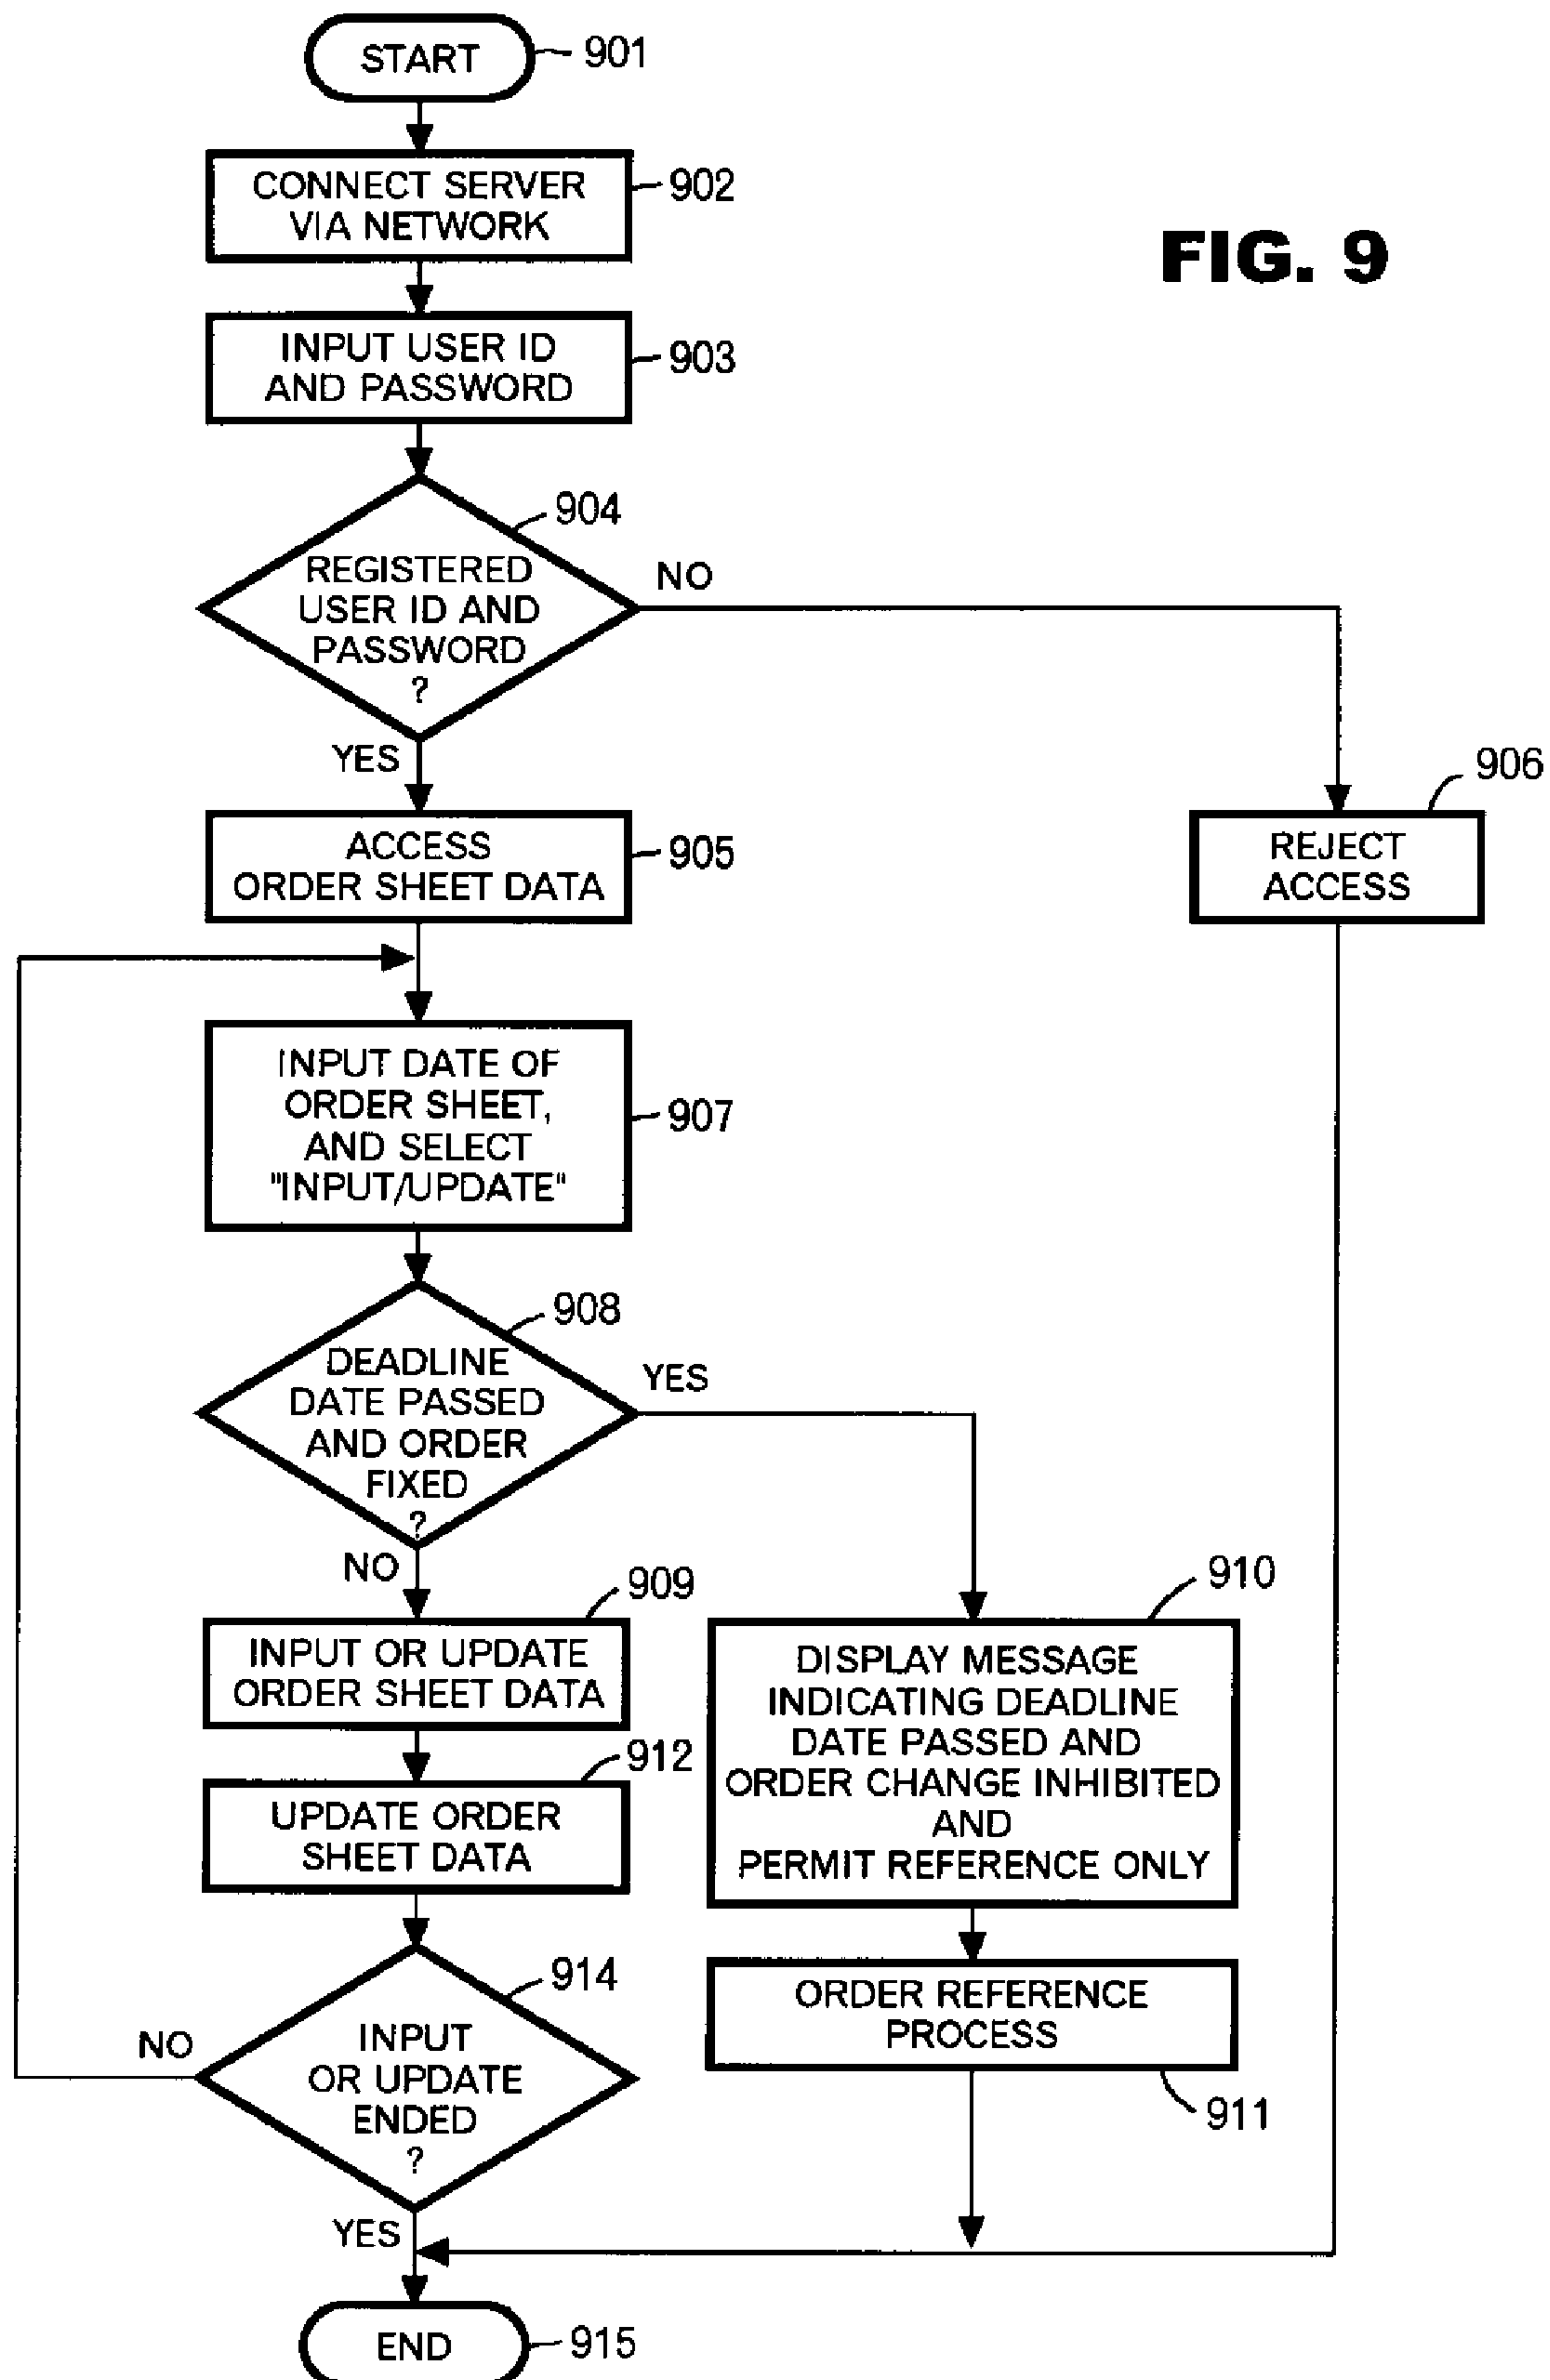 START
901
CONNECT SERVER
VIA NETWORK
902
FIG. 9
INPUT USER ID
AND PASSWORD
903
904
REGISTERED
USER ID AND
PASSWORD
?
NO
YES
906
ACCESS
ORDER SHEET DATA
905
REJECT
ACCESS
INPUT DATE OF
ORDER SHEET,
AND SELECT
"INPUT/UPDATE"
907
908
DEADLINE
DATE PASSED
AND ORDER
FIXED
?
YES
NO
909
INPUT OR UPDATE
ORDER SHEET DATA
910
DISPLAY MESSAGE
INDICATING DEADLINE
DATE PASSED AND
ORDER CHANGE INHIBITED
AND
PERMIT REFERENCE ONLY
912
UPDATE ORDER
SHEET DATA
914
INPUT
OR UPDATE
ENDED
?
NO
ORDER REFERENCE
PROCESS
911
YES
END
915